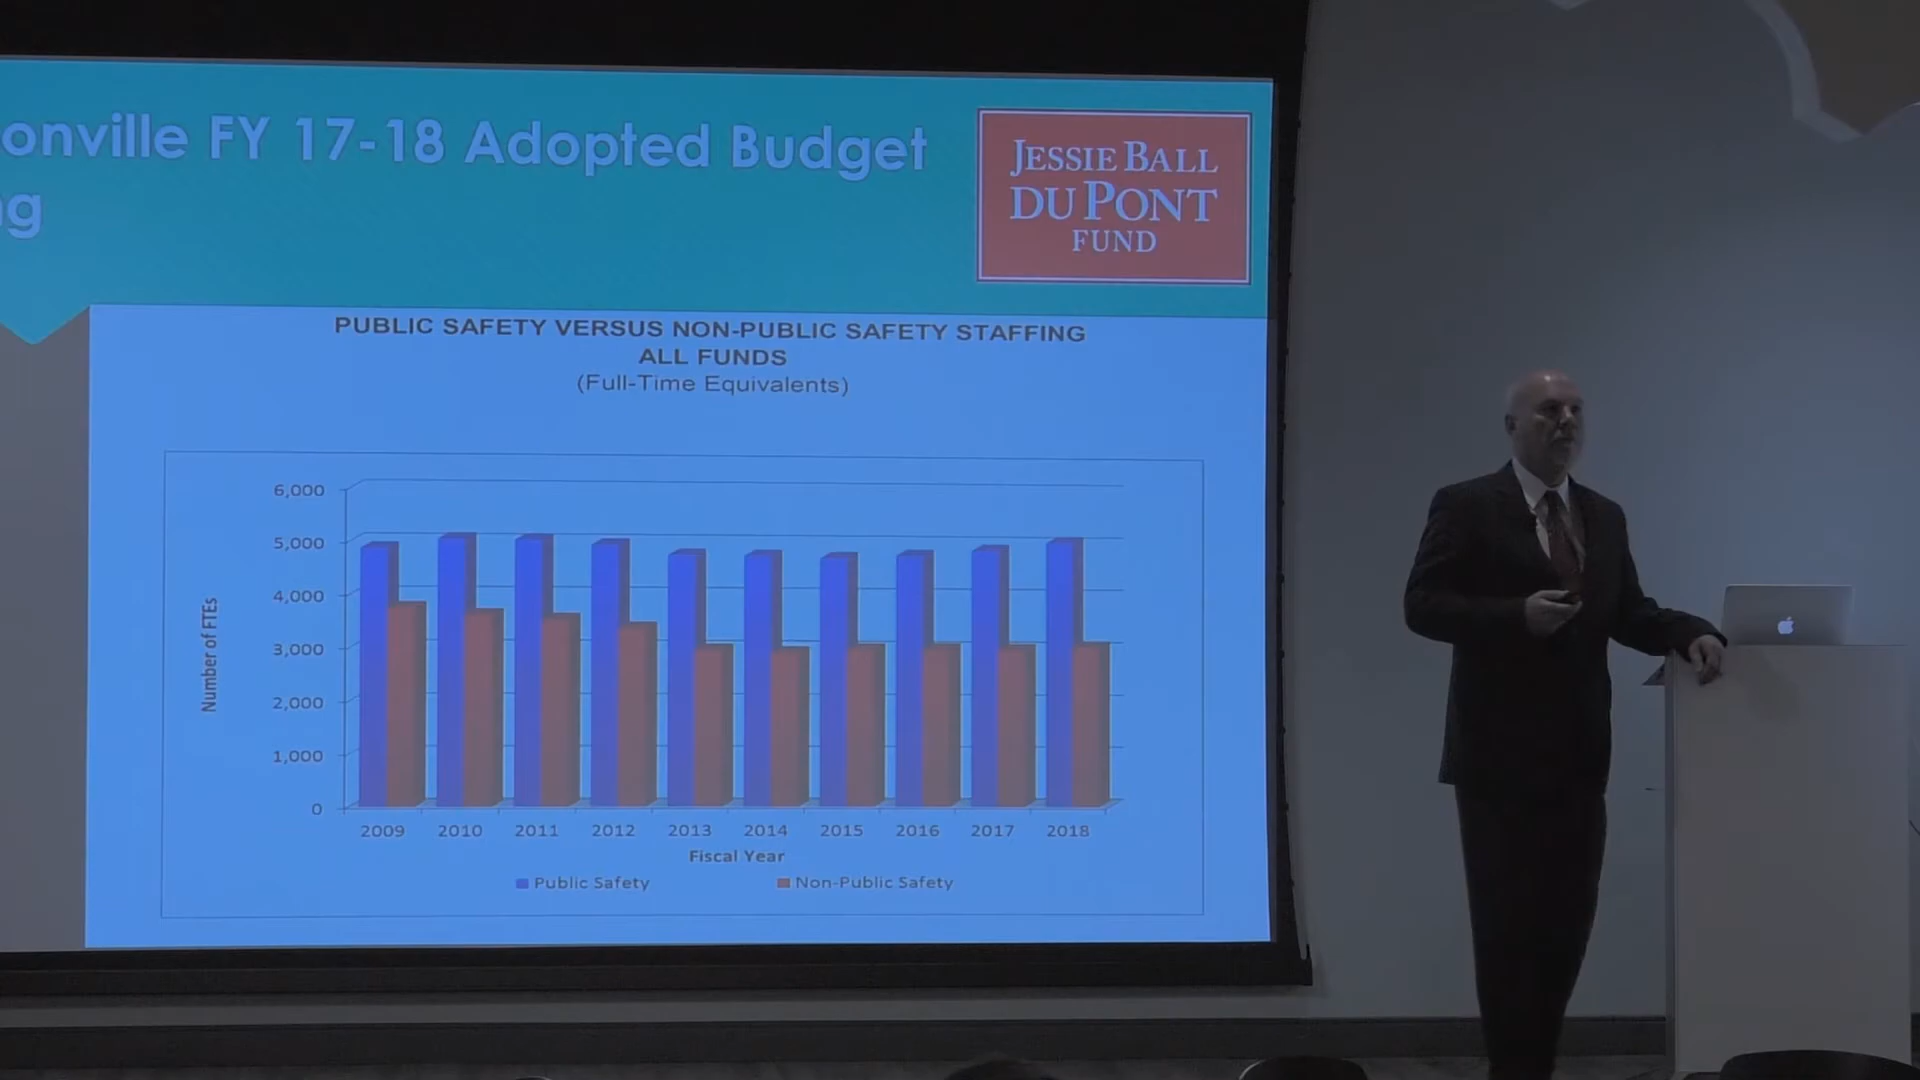 onville FY 17-18 Adopted Budget
ng
JESSIE BALL
DU PONT
FUND
PUBLIC SAFETY VERSUS NON-PUBLIC SAFETY STAFFING
ALL FUNDS
(Full-Time Equivalents)
6,000
5,000
4,000
3,000
2,000
1,000
0
Number of FTEs
2009 2010 2011 2012 2013 2014 2015 2016 2017 2018
Fiscal Year
Public Safety Non-Public Safety